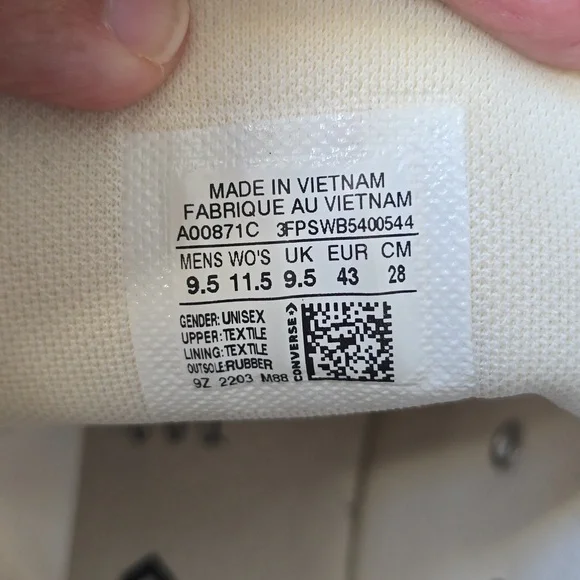 MADE IN VIETNAM
FABRIQUE AU VIETNAM
A00871C 3FPSWB5400544
MENS WO'S UK EUR CM
9.5 11.5 9.5 43 28
GENDER: UNISEX
UPPER: TEXTILE
LINING: TEXTILE
OUTSOLE: RUBBER
9Z 2203 M88
CONVERSE